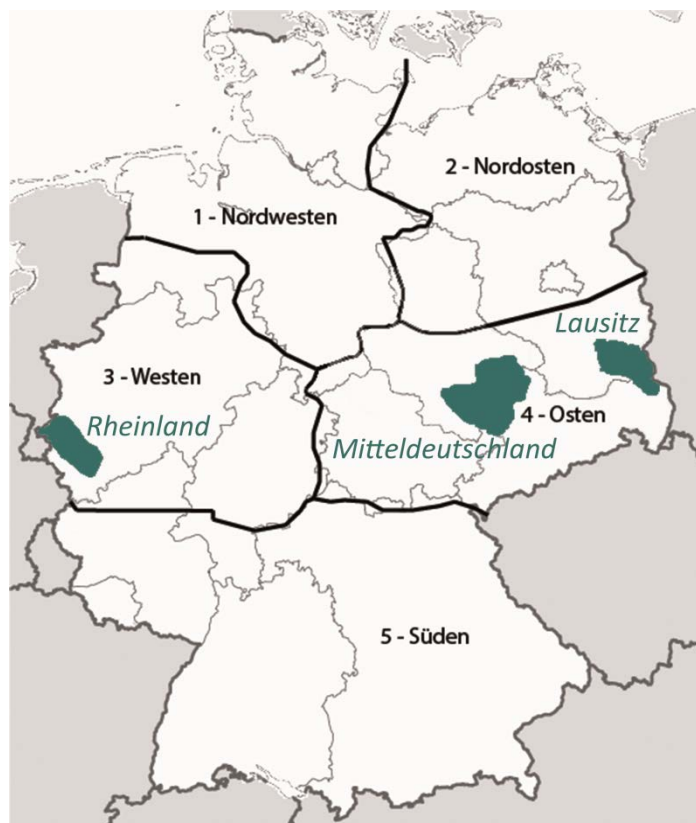 2 - Nordosten
1 - Nordwesten
Lausitz
3 - Westen
4 - Osten
Rheinland
Mitteldeutschland
5 - Süden